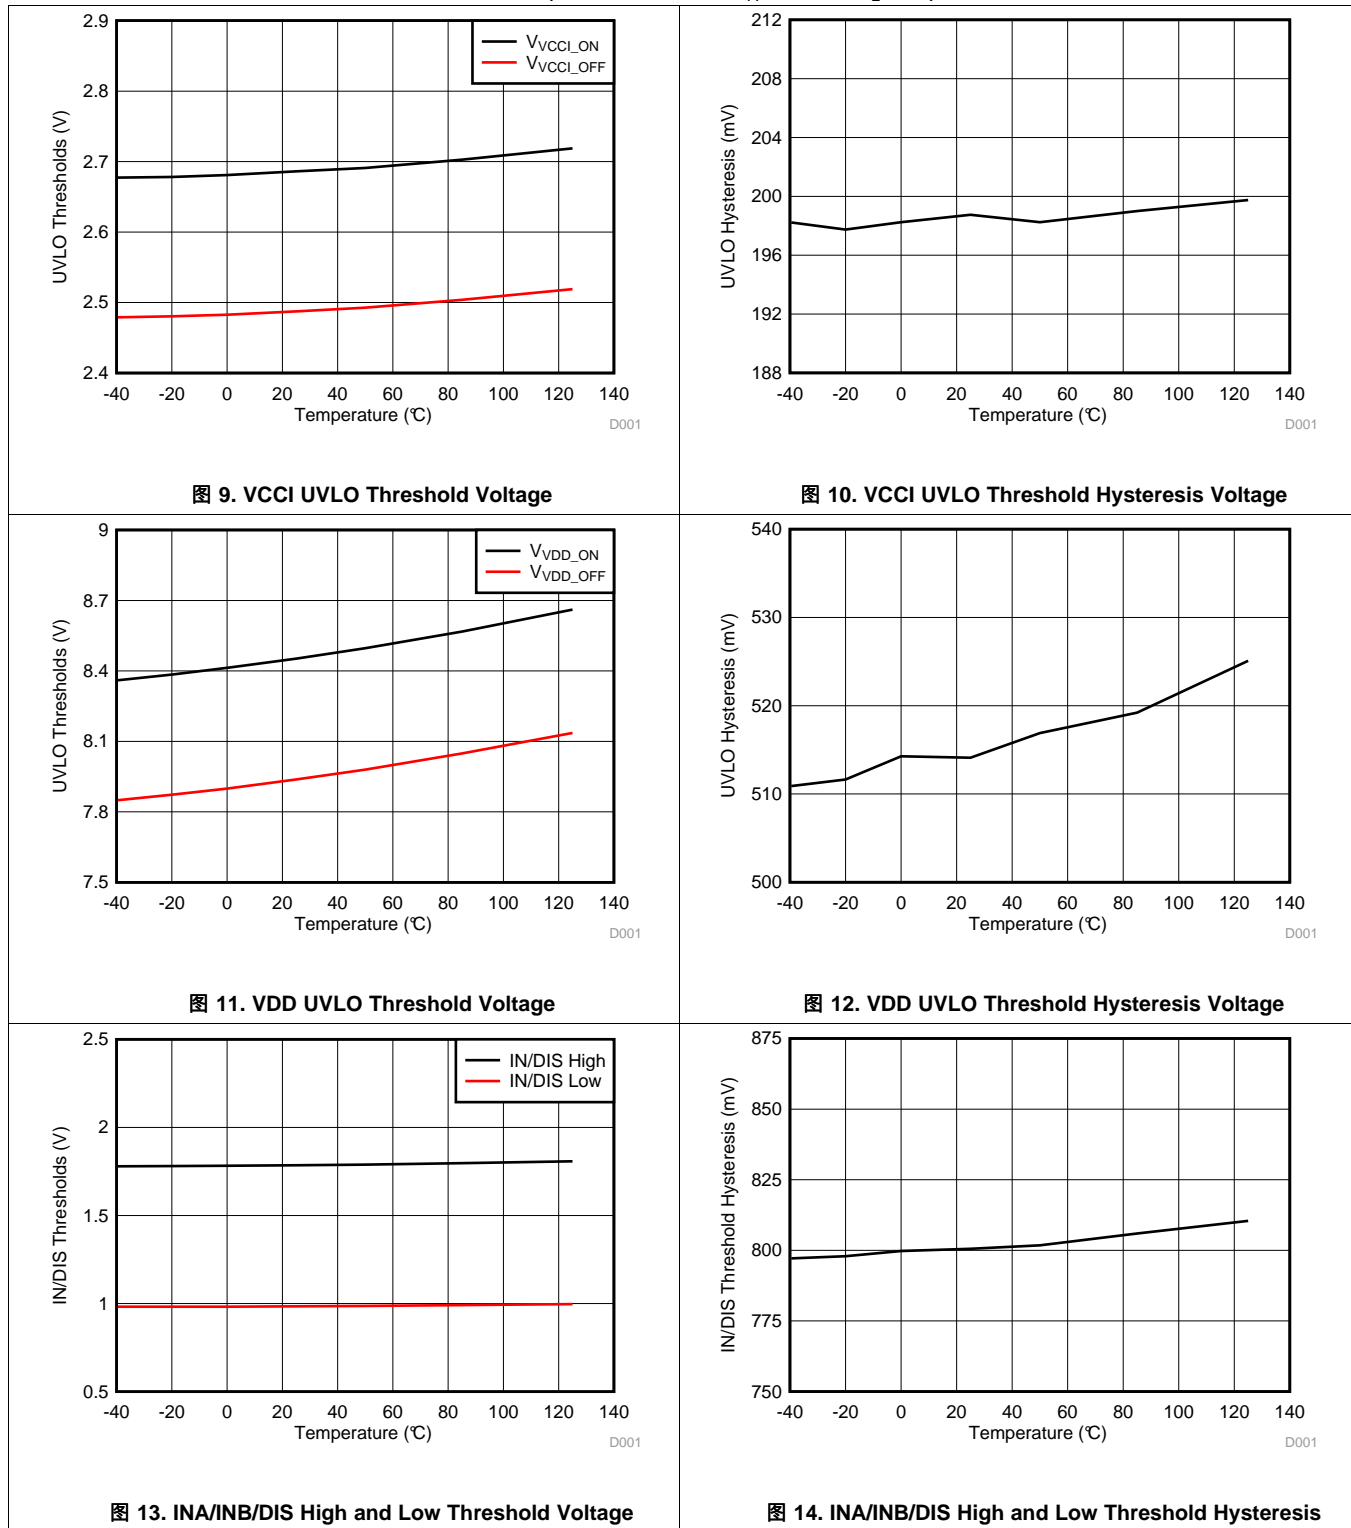 2.9
2.8
2.7
2.6
2.5
2.4
UVLO Thresholds (V)
VVCCI_ON
VVCCI_OFF
-40 -20 0 20 40 60 80 100 120 140
Temperature (°C)
D001
图 9. VCCI UVLO Threshold Voltage
212
208
204
200
196
192
188
UVLO Hysteresis (mV)
-40 -20 0 20 40 60 80 100 120 140
Temperature (°C)
D001
图 10. VCCI UVLO Threshold Hysteresis Voltage
9
8.7
8.4
8.1
7.8
7.5
UVLO Thresholds (V)
VVDD_ON
VVDD_OFF
-40 -20 0 20 40 60 80 100 120 140
Temperature (°C)
D001
图 11. VDD UVLO Threshold Voltage
540
530
520
510
500
UVLO Hysteresis (mV)
-40 -20 0 20 40 60 80 100 120 140
Temperature (°C)
D001
图 12. VDD UVLO Threshold Hysteresis Voltage
2.5
2
1.5
1
0.5
IN/DIS Thresholds (V)
IN/DIS High
IN/DIS Low
-40 -20 0 20 40 60 80 100 120 140
Temperature (°C)
D001
图 13. INA/INB/DIS High and Low Threshold Voltage
875
850
825
800
775
750
IN/DIS Threshold Hysteresis (mV)
-40 -20 0 20 40 60 80 100 120 140
Temperature (°C)
D001
图 14. INA/INB/DIS High and Low Threshold Hysteresis